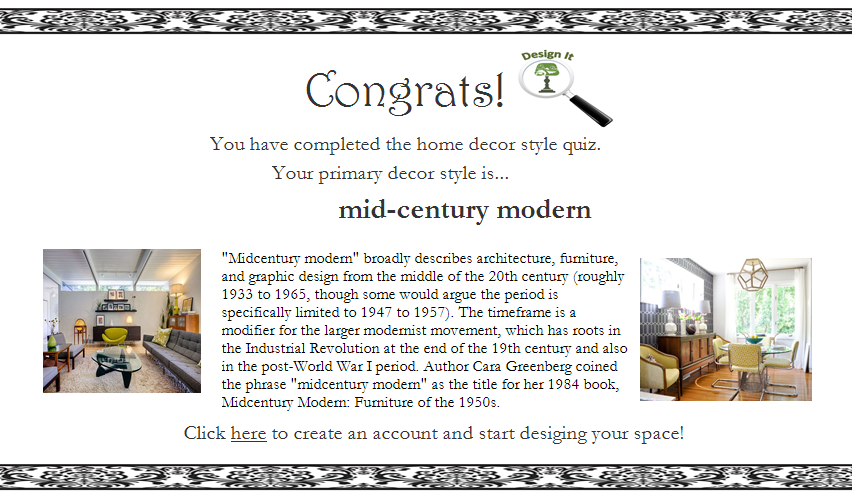 Design It
Congrats!
You have completed the home decor style quiz.
Your primary decor style is...
mid-century modern
"Midcentury modern" broadly describes architecture, furniture,
and graphic design from the middle of the 20th century (roughly
1933 to 1965, though some would argue the period is
specifically limited to 1947 to 1957). The timeframe is a
modifier for the larger modernist movement, which has roots in
the Industrial Revolution at the end of the 19th century and also
in the post-World War I period. Author Cara Greenberg coined
the phrase "midcentury modern" as the title for her 1984 book,
Midcentury Modern: Furniture of the 1950s.
Click here to create an account and start desiging your space!